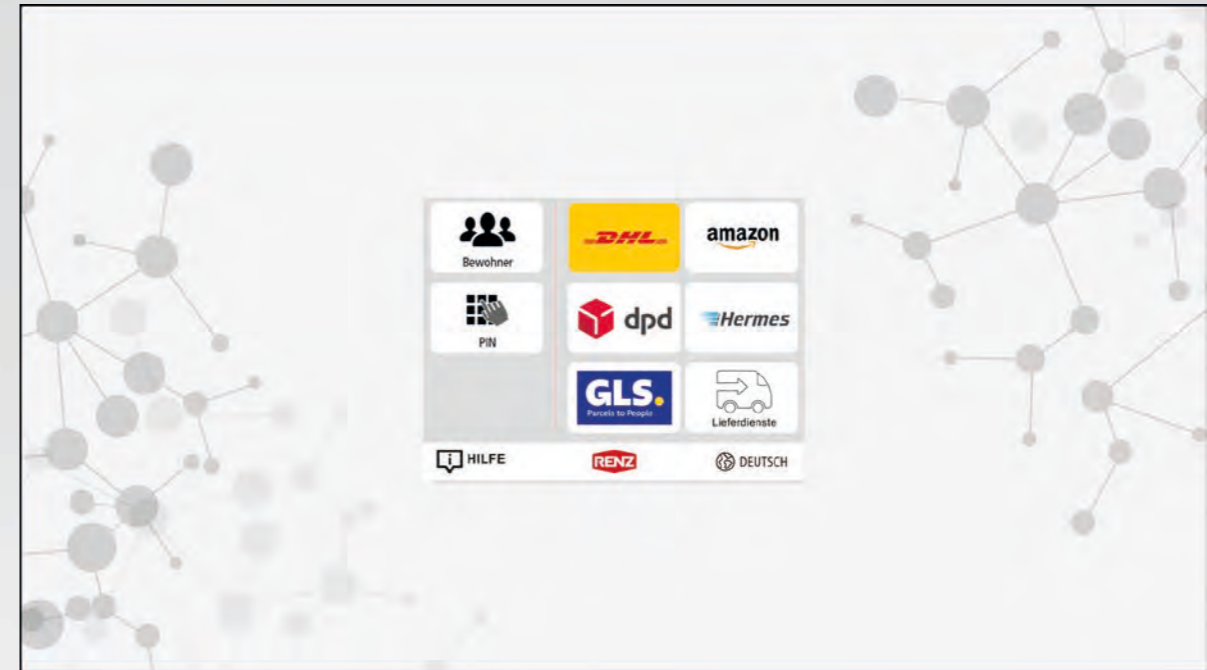 Bewohner
DHL
amazon
PIN
dpd
Hermes
GLS.
Parcels to People
Lieferdienste
HILFE
RENZ
DEUTSCH